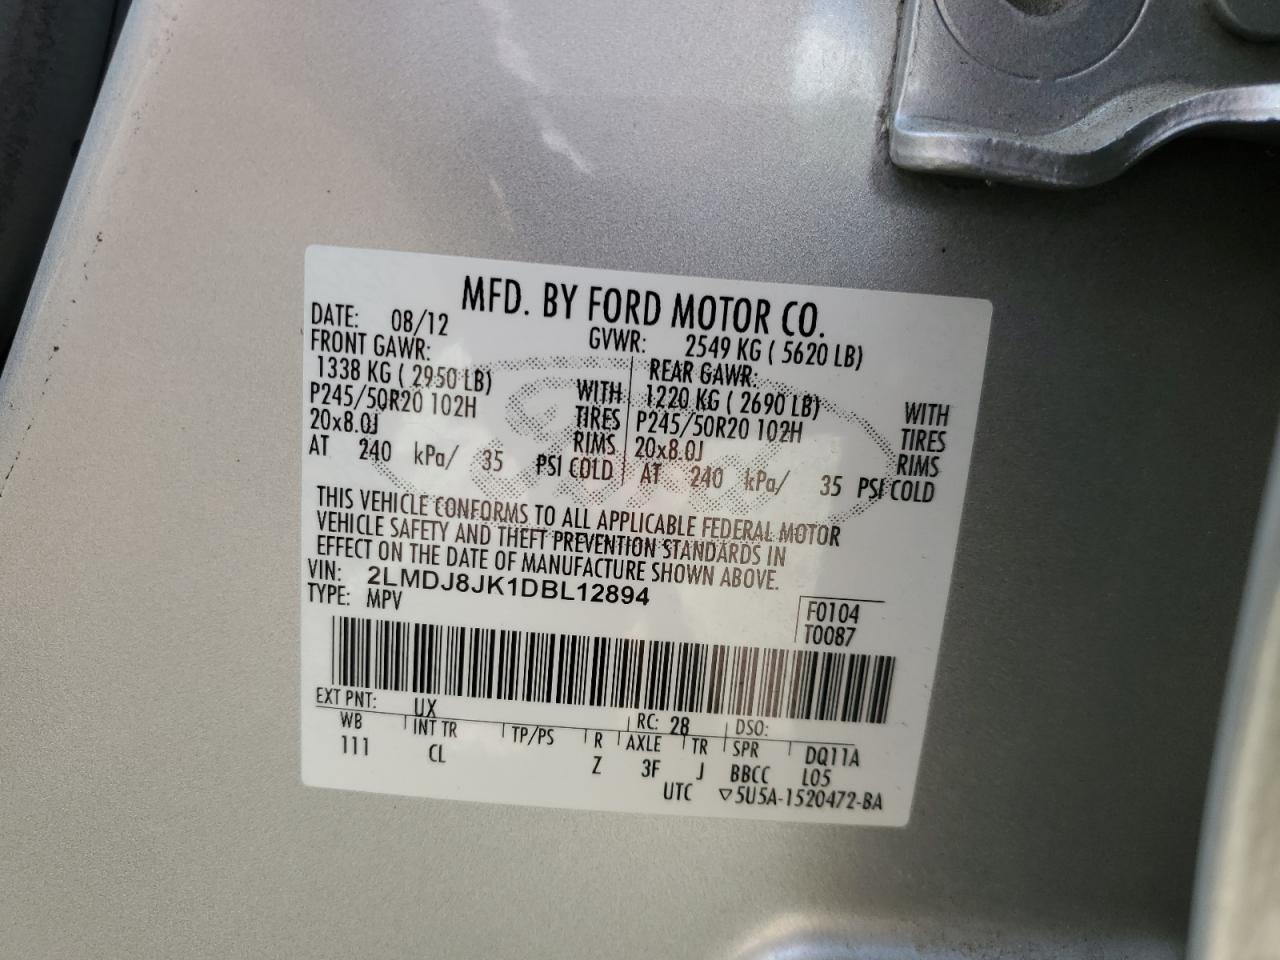 MFD. BY FORD MOTOR CO.
DATE: 08/12 GVWR: 2549 KG ( 5620 LB)
FRONT GAWR: REAR GAWR:
1338 KG ( 2950 LB) WITH 1220 KG ( 2690 LB) WITH
P245/50R20 102H TIRES P245/50R20 102H TIRES
20x8.0J RIMS 20x8.0J RIMS
AT 240 kPa/ 35 PSI COLD AT 240 kPa/ 35 PSI COLD
THIS VEHICLE CONFORMS TO ALL APPLICABLE FEDERAL MOTOR
VEHICLE SAFETY AND THEFT PREVENTION STANDARDS IN
EFFECT ON THE DATE OF MANUFACTURE SHOWN ABOVE.
VIN: 2LMDJ8JK1DBL12894
TYPE: MPV
F0104
T0087
EXT PNT: UX RC: 28 DSO:
WB INT TR TP/PS R AXLE TR SPR DQ11A
111 CL Z 3F J BBCC L05
UTC ▽5U5A-1520472-BA